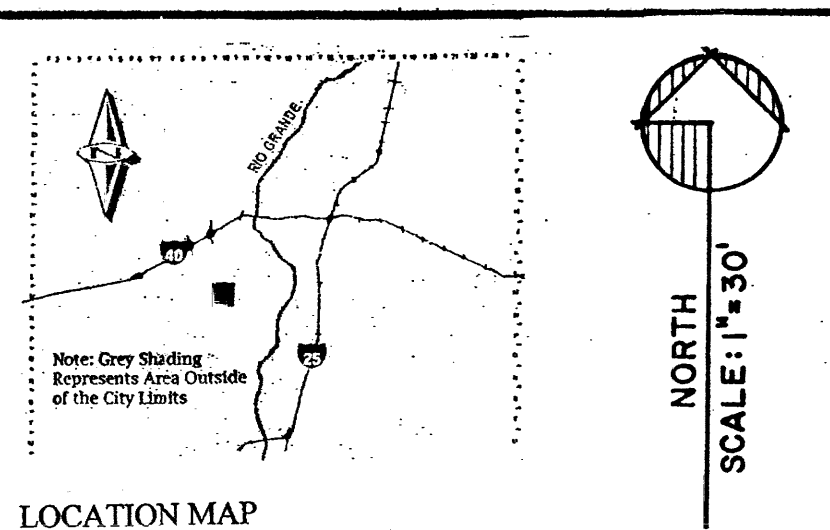 RIO GRANDE
N
40
25
Note: Grey Shading
Represents Area Outside
of the City Limits
LOCATION MAP
NORTH
SCALE: 1"=30'